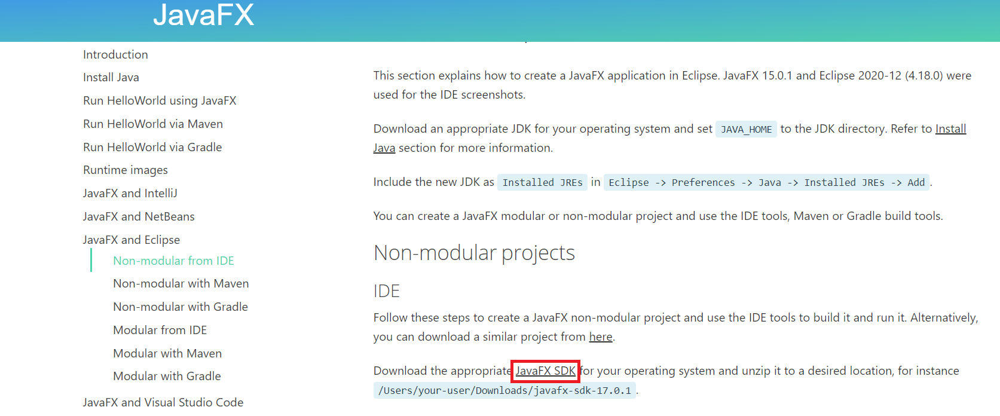 JavaFX
Introduction
Install Java
Run HelloWorld using JavaFX
Run HelloWorld via Maven
Run HelloWorld via Gradle
Runtime images
JavaFX and IntelliJ
JavaFX and NetBeans
JavaFX and Eclipse
Non-modular from IDE
Non-modular with Maven
Non-modular with Gradle
Modular from IDE
Modular with Maven
Modular with Gradle
JavaFX and Visual Studio Code
This section explains how to create a JavaFX application in Eclipse. JavaFX 15.0.1 and Eclipse 2020-12 (4.18.0) were
used for the IDE screenshots.
Download an appropriate JDK for your operating system and set JAVA_HOME to the JDK directory. Refer to Install
Java section for more information.
Include the new JDK as Installed JREs in Eclipse -> Preferences -> Java -> Installed JREs -> Add.
You can create a JavaFX modular or non-modular project and use the IDE tools, Maven or Gradle build tools.
Non-modular projects
IDE
Follow these steps to create a JavaFX non-modular project and use the IDE tools to build it and run it. Alternatively,
you can download a similar project from here.
Download the appropriate JavaFX SDK for your operating system and unzip it to a desired location, for instance
/Users/your-user/Downloads/javafx-sdk-17.0.1.